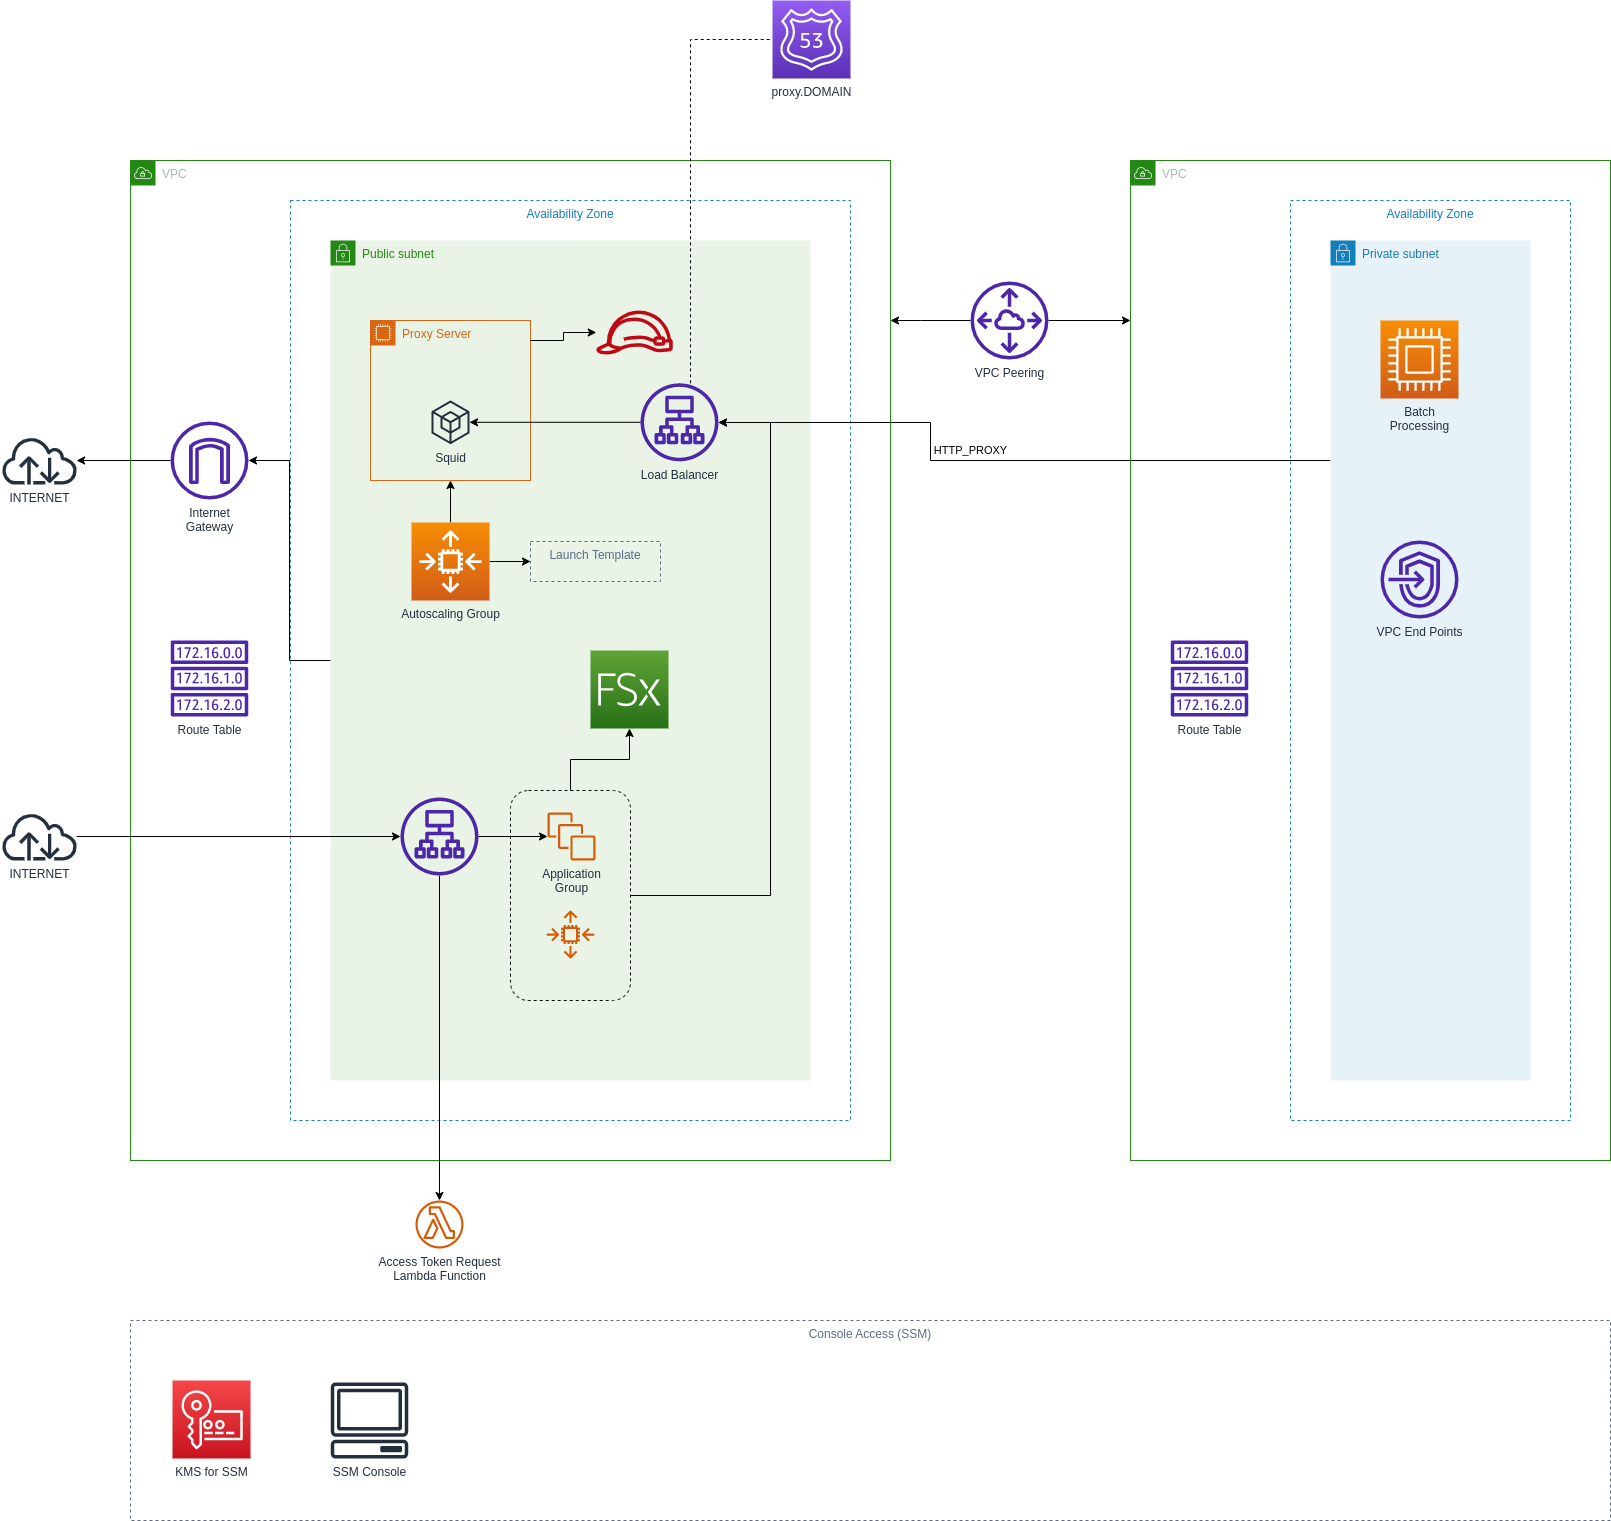 53
proxy.DOMAIN
VPC
VPC
Availability Zone
Availability Zone
Public subnet
Private subnet
Proxy Server
VPC Peering
Batch
Processing
HTTP_PROXY
Squid
Load Balancer
INTERNET
Internet
Gateway
Launch Template
Autoscaling Group
VPC End Points
172.16.0.0
172.16.1.0
172.16.2.0
Route Table
FSx
172.16.0.0
172.16.1.0
172.16.2.0
Route Table
INTERNET
Application
Group
Access Token Request
Lambda Function
Console Access (SSM)
KMS for SSM
SSM Console